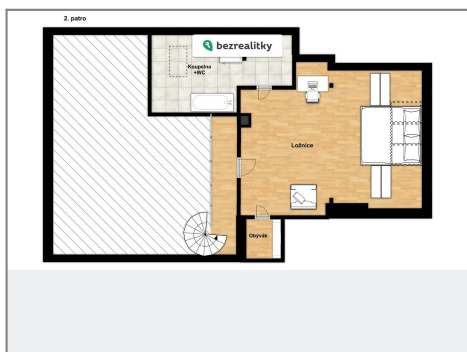 2. patro
bezrealitky
Koupelna
+WC
Ložnice
Obývák